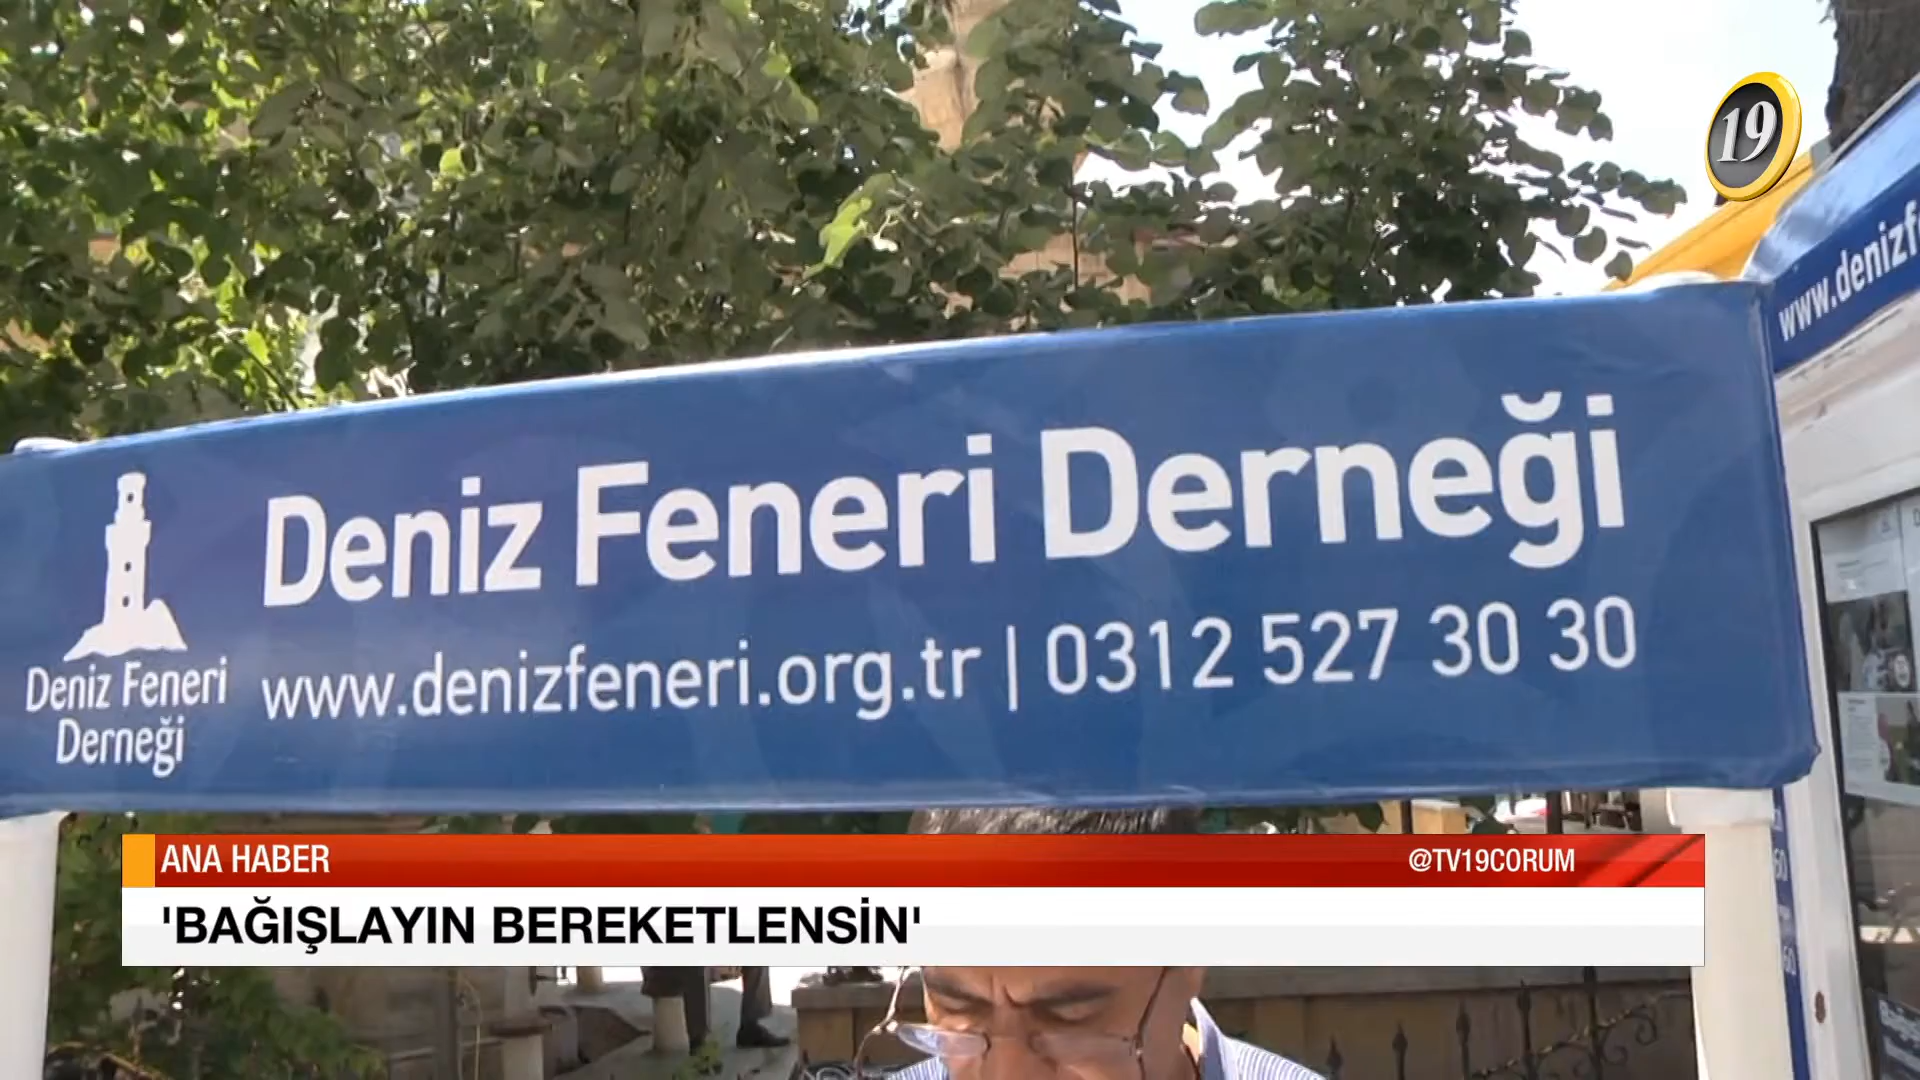 19
www.denizf
Deniz Feneri Derneği
www.denizfeneri.org.tr | 0312 527 30 30
Deniz Feneri
Derneği
ANA HABER
@TV19CORUM
'BAĞIŞLAYIN BEREKETLENSİN'